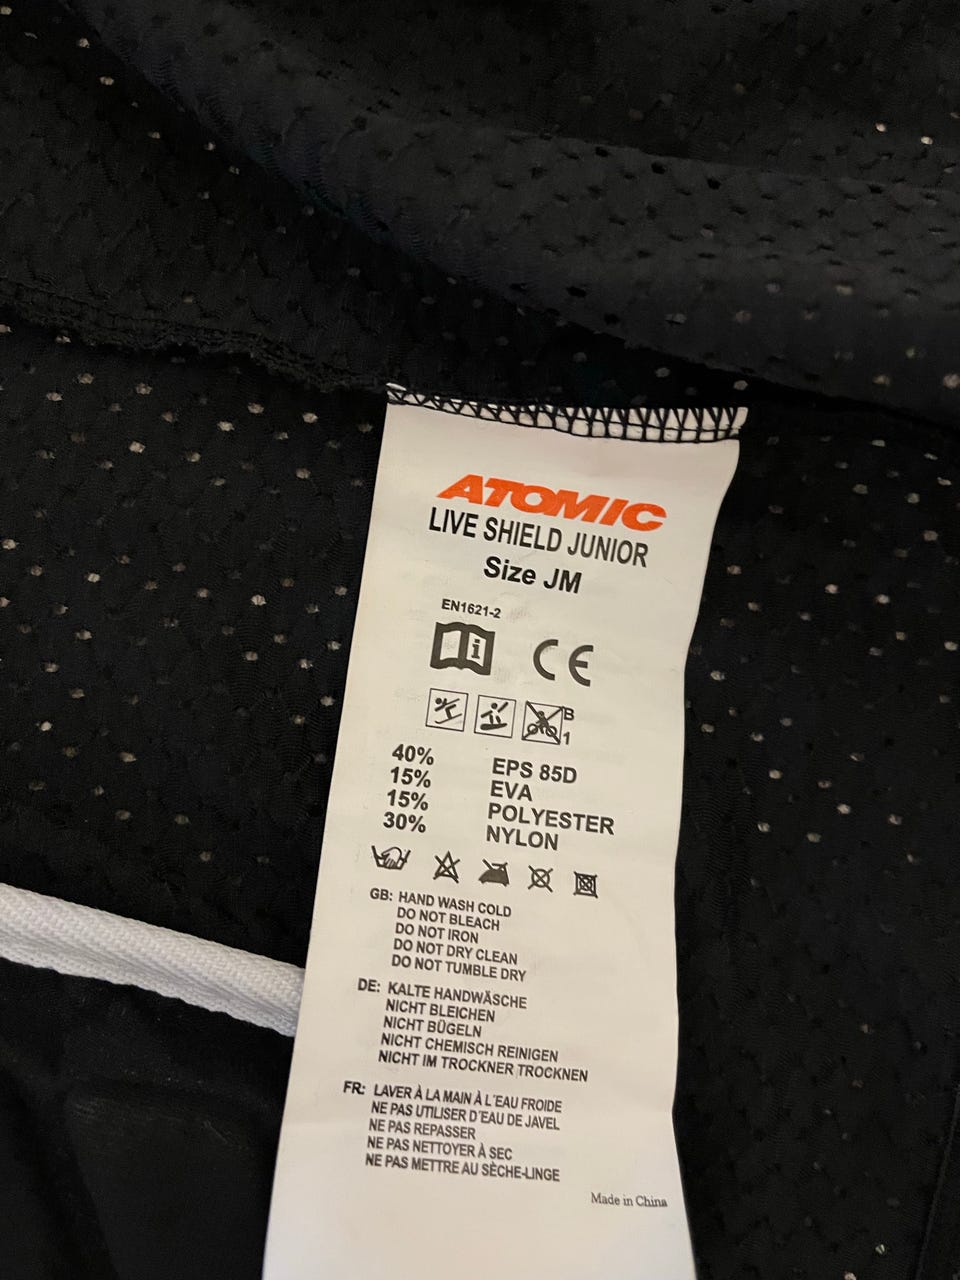 ATOMIC
LIVE SHIELD JUNIOR
Size JM
EN1621-2
i
CE
B
1
40% EPS 85D
15% EVA
15% POLYESTER
30% NYLON
GB: HAND WASH COLD
DO NOT BLEACH
DO NOT IRON
DO NOT DRY CLEAN
DO NOT TUMBLE DRY
DE: KALTE HANDWÄSCHE
NICHT BLEICHEN
NICHT BÜGELN
NICHT CHEMISCH REINIGEN
NICHT IM TROCKNER TROCKNEN
FR: LAVER À LA MAIN À L´EAU FROIDE
NE PAS UTILISER D´EAU DE JAVEL
NE PAS REPASSER
NE PAS NETTOYER À SEC
NE PAS METTRE AU SÈCHE-LINGE
Made in China